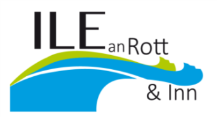 ILE an Rott
& Inn